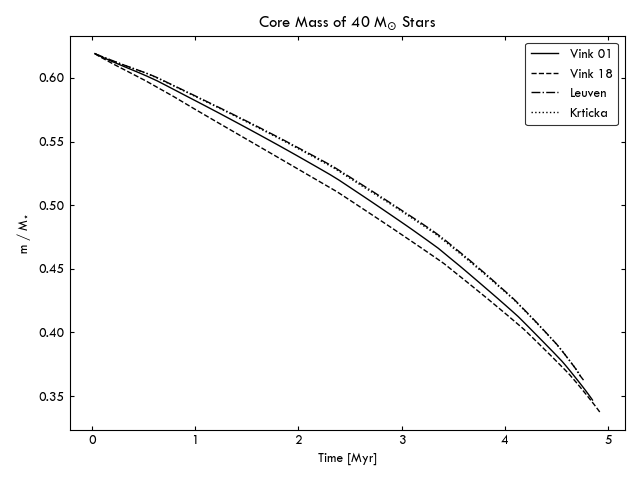 Core Mass of 40 M⊙ Stars
Vink 01
Vink 18
Leuven
Krticka
0.60
0.55
0.50
0.45
0.40
0.35
m / M⋆
0 1 2 3 4 5
Time [Myr]